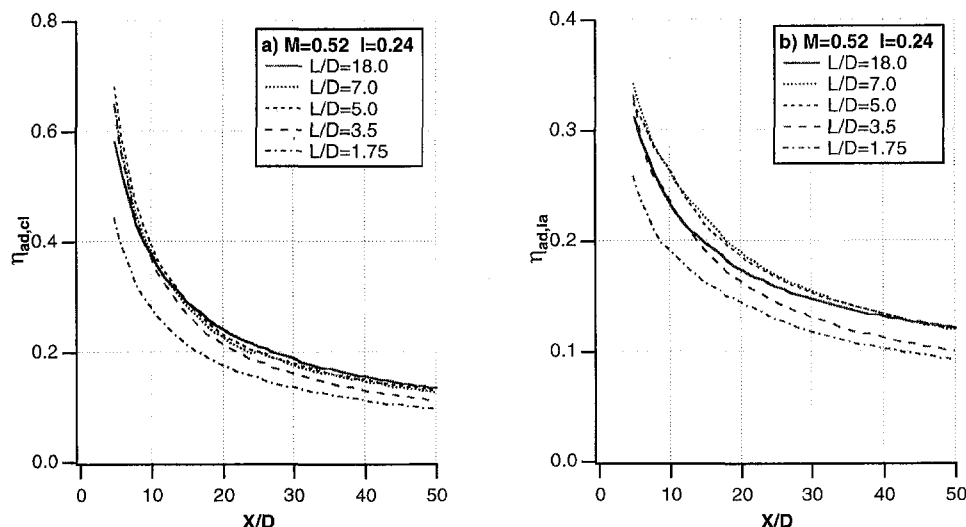 0.8
0.6
0.4
0.2
0.0
ηad,cl
0 10 20 30 40 50
X/D
a) M=0.52 I=0.24
L/D=18.0
L/D=7.0
L/D=5.0
L/D=3.5
L/D=1.75
0.4
0.3
0.2
0.1
0.0
ηad,la
0 10 20 30 40 50
X/D
b) M=0.52 I=0.24
L/D=18.0
L/D=7.0
L/D=5.0
L/D=3.5
L/D=1.75